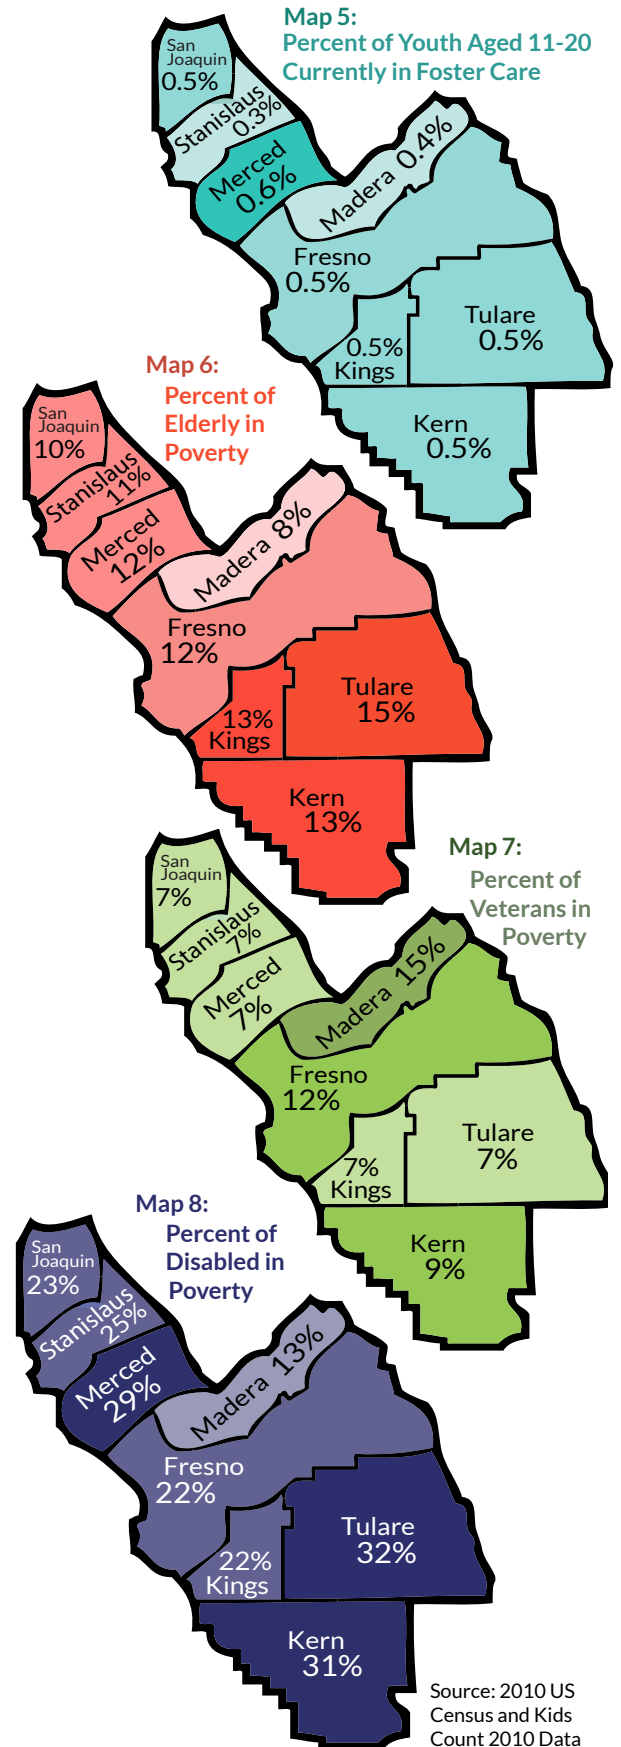 Map 5:
Percent of Youth Aged 11-20
Currently in Foster Care
San
Joaquin
0.5%
Stanislaus
0.3%
Merced
0.6%
Madera 0.4%
Fresno
0.5%
Tulare
0.5%
0.5%
Kings
Kern
0.5%
Map 6:
Percent of
Elderly in
Poverty
San
Joaquin
10%
Stanislaus
11%
Merced
12%
Madera 8%
Fresno
12%
Tulare
15%
13%
Kings
Kern
13%
Map 7:
Percent of
Veterans in
Poverty
San
Joaquin
7%
Stanislaus
7%
Merced
7%
Madera 15%
Fresno
12%
Tulare
7%
7%
Kings
Kern
9%
Map 8:
Percent of
Disabled in
Poverty
San
Joaquin
23%
Stanislaus
25%
Merced
29%
Madera 13%
Fresno
22%
Tulare
32%
22%
Kings
Kern
31%
Source: 2010 US
Census and Kids
Count 2010 Data